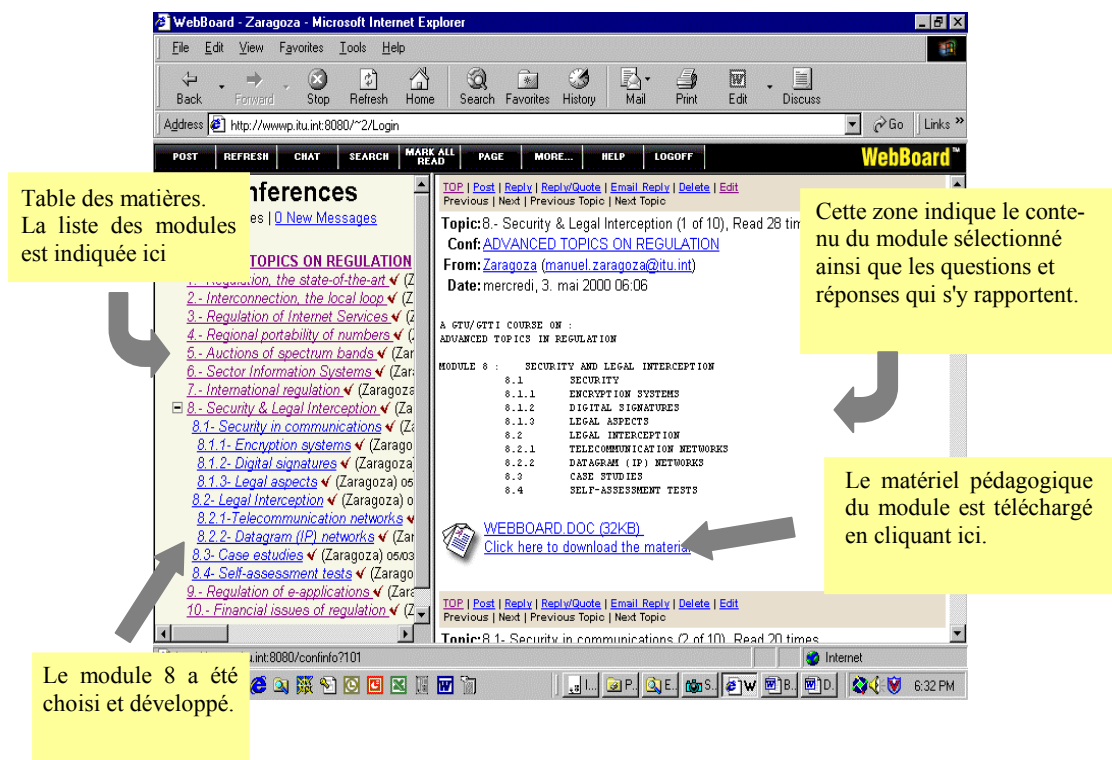 WebBoard - Zaragoza - Microsoft Internet Explorer
File Edit View Favorites Tools Help
Back Forward Stop Refresh Home Search Favorites History Mail Print Edit Discuss
Address http://wwwp.itu.int:8080/~2/Login Go Links »
POST REFRESH CHAT SEARCH MARK ALL READ PAGE MORE... HELP LOGOFF WebBoard™
Table des matières.
La liste des modules
est indiquée ici
nferences
es | 0 New Messages
TOPICS ON REGULATION
1.- Regulation, the state-of-the-art (Z
2.- Interconnection, the local loop (Z
3.- Regulation of Internet Services (Z
4.- Regional portability of numbers (
5.- Auctions of spectrum bands (Zar
6.- Sector Information Systems (Zar
7.- International regulation (Zaragoza
8.- Security & Legal Interception (Za
8.1- Security in communications (Z
8.1.1- Encryption systems (Zarago
8.1.2- Digital signatures (Zaragoza
8.1.3- Legal aspects (Zaragoza) 05
8.2- Legal Interception (Zaragoza) 0
8.2.1-Telecommunication networks
8.2.2- Datagram (IP) networks (Zar
8.3- Case estudies (Zaragoza) 05/03
8.4- Self-assessment tests (Zarago
9.- Regulation of e-applications (Zara
10.- Financial issues of regulation (Z
TOP | Post | Reply | Reply/Quote | Email Reply | Delete | Edit
Previous | Next | Previous Topic | Next Topic
Topic: 8.- Security & Legal Interception (1 of 10), Read 28 tim
Conf: ADVANCED TOPICS ON REGULATION
From: Zaragoza (manuel.zaragoza@itu.int)
Date: mercredi, 3. mai 2000 06:06
A GTU/GTTI COURSE ON :
ADVANCED TOPICS IN REGULATION
MODULE 8 : SECURITY AND LEGAL INTERCEPTION
8.1 SECURITY
8.1.1 ENCRYPTION SYSTEMS
8.1.2 DIGITAL SIGNATURES
8.1.3 LEGAL ASPECTS
8.2 LEGAL INTERCEPTION
8.2.1 TELECOMMUNICATION NETWORKS
8.2.2 DATAGRAM (IP) NETWORKS
8.3 CASE STUDIES
8.4 SELF-ASSESSMENT TESTS
WEBBOARD.DOC (32KB)
Click here to download the material
TOP | Post | Reply | Reply/Quote | Email Reply | Delete | Edit
Previous | Next | Previous Topic | Next Topic
Topic: 8.1- Security in communications (2 of 10), Read 20 times
Cette zone indique le conte-
nu du module sélectionné
ainsi que les questions et
réponses qui s'y rapportent.
Le matériel pédagogique
du module est téléchargé
en cliquant ici.
Le module 8 a été
choisi et développé.
u.int:8080/confinfo?101 Internet
I... P.. E.. S.. W B.. D. 6:32 PM